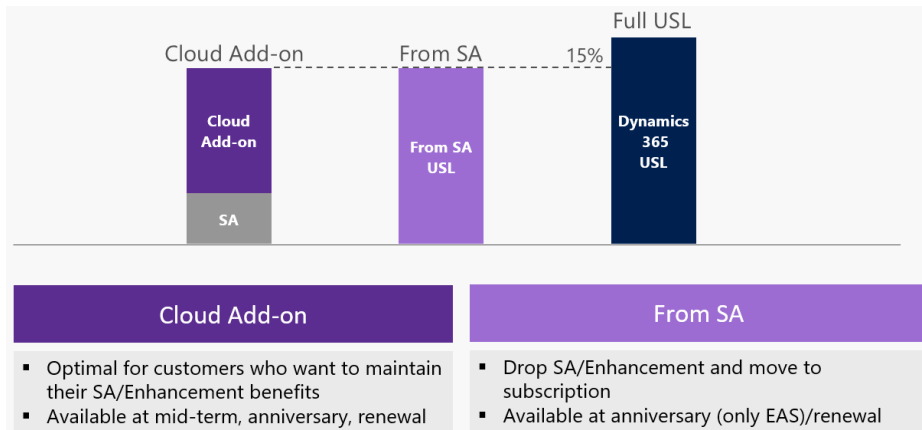 Full USL
Cloud Add-on
From SA
15%
Cloud
Add-on
SA
From SA
USL
Dynamics
365
USL
Cloud Add-on
▪ Optimal for customers who want to maintain
their SA/Enhancement benefits
▪ Available at mid-term, anniversary, renewal
From SA
▪ Drop SA/Enhancement and move to
subscription
▪ Available at anniversary (only EAS)/renewal